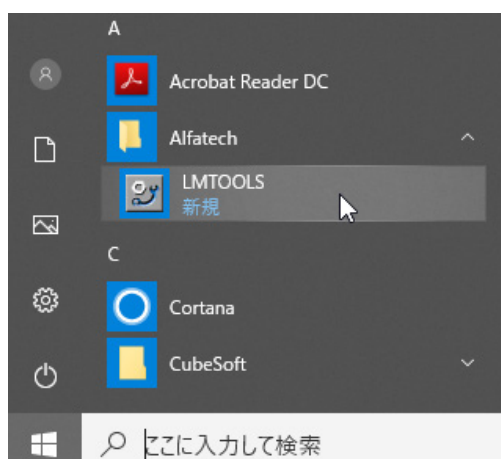 A
Acrobat Reader DC
Alfatech
LMTOOLS
新規
C
Cortana
CubeSoft
ここに入力して検索